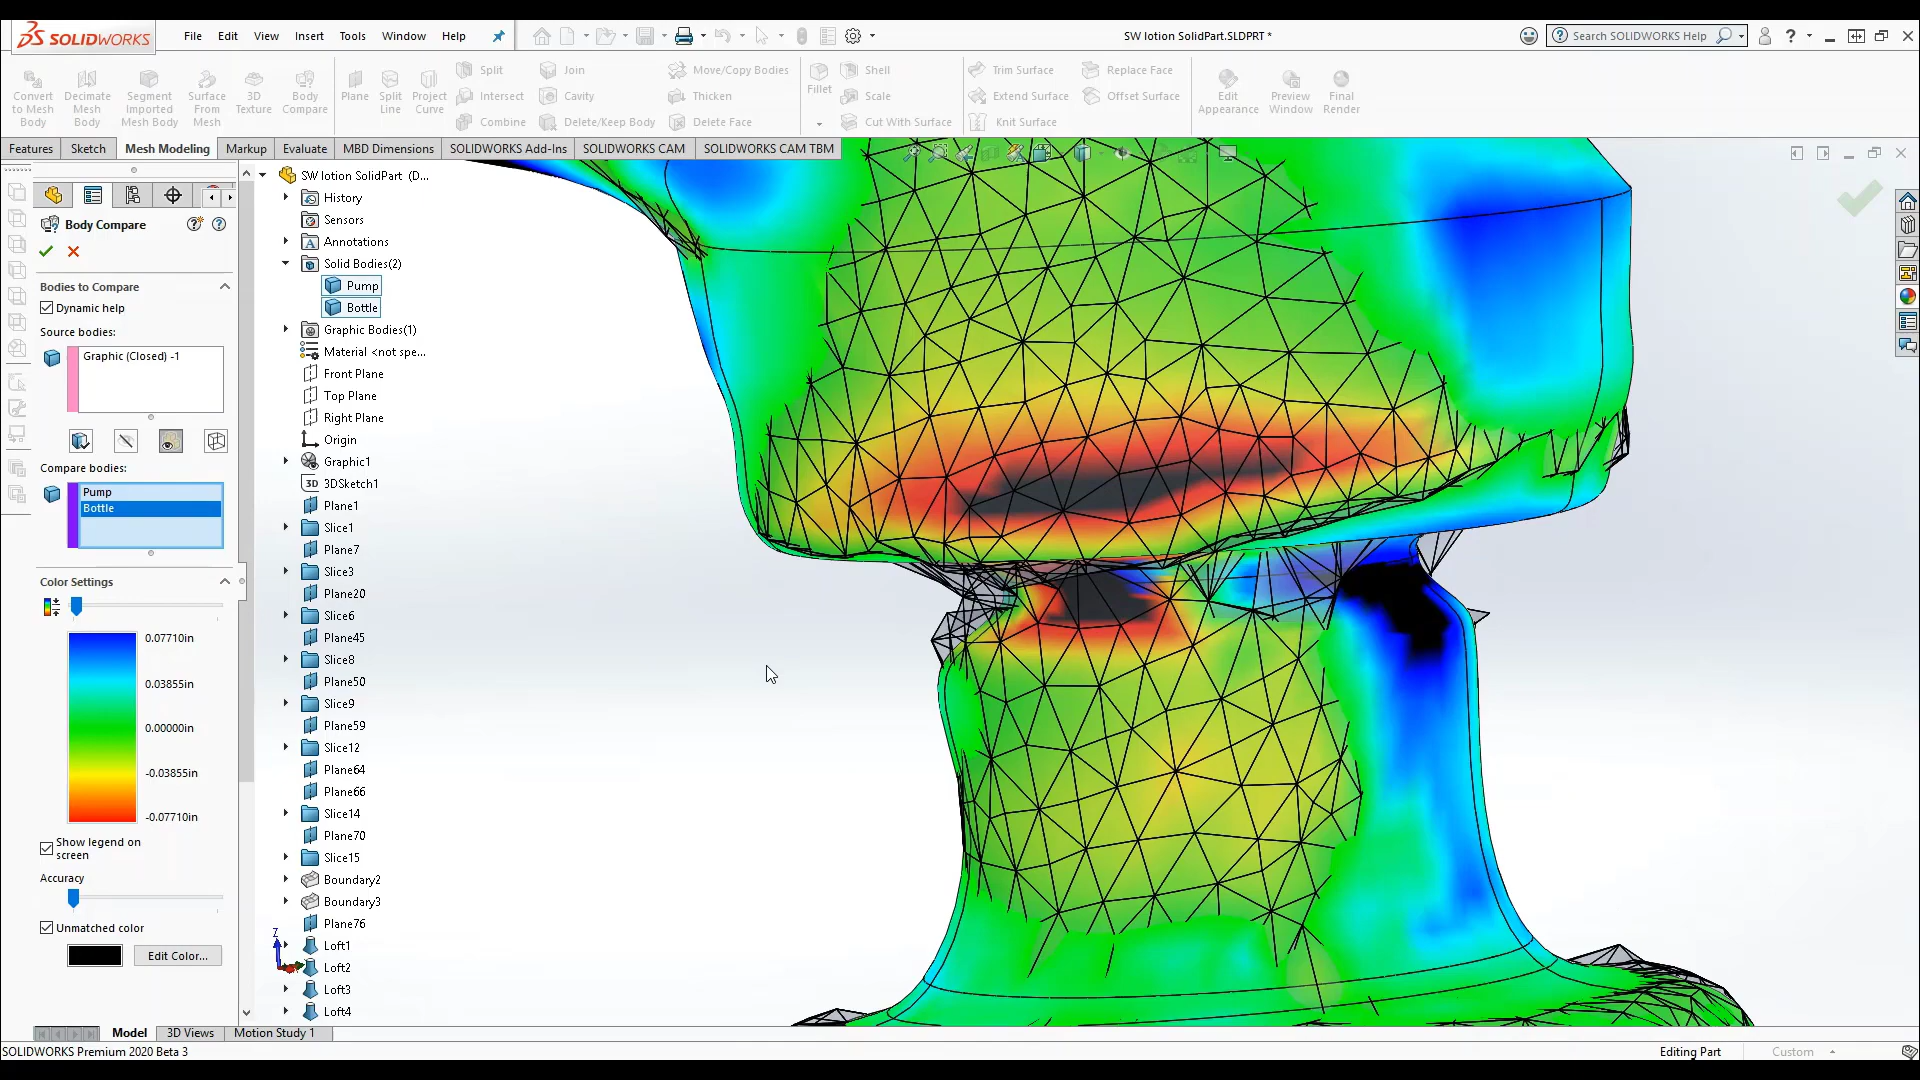 SOLIDWORKS
File Edit View Insert Tools Window Help
SW lotion SolidPart.SLDPRT *
Search SOLIDWORKS Help
Convert to Mesh Body
Decimate Mesh Body
Segment Imported Mesh Body
Surface From Mesh
3D Texture
Body Compare
Plane
Split Line
Project Curve
Split
Intersect
Combine
Join
Cavity
Delete/Keep Body
Move/Copy Bodies
Thicken
Delete Face
Fillet
Shell
Scale
Cut With Surface
Trim Surface
Extend Surface
Knit Surface
Replace Face
Offset Surface
Edit Appearance
Preview Window
Final Render
Features Sketch Mesh Modeling Markup Evaluate MBD Dimensions SOLIDWORKS Add-Ins SOLIDWORKS CAM SOLIDWORKS CAM TBM
Body Compare
Bodies to Compare
Dynamic help
Source bodies:
Graphic (Closed) -1
Compare bodies:
Pump
Bottle
Color Settings
0.07710in
0.03855in
0.00000in
-0.03855in
-0.07710in
Show legend on
screen
Accuracy
Unmatched color
Edit Color...
SW lotion SolidPart (D...
History
Sensors
Annotations
Solid Bodies(2)
Pump
Bottle
Graphic Bodies(1)
Material <not spe...
Front Plane
Top Plane
Right Plane
Origin
Graphic1
3D 3DSketch1
Plane1
Slice1
Plane7
Slice3
Plane20
Slice6
Plane45
Slice8
Plane50
Slice9
Plane59
Slice12
Plane64
Plane66
Slice14
Plane70
Slice15
Boundary2
Boundary3
Plane76
Loft1
Loft2
Loft3
Loft4
Z
Model 3D Views Motion Study 1
SOLIDWORKS Premium 2020 Beta 3
Editing Part
Custom